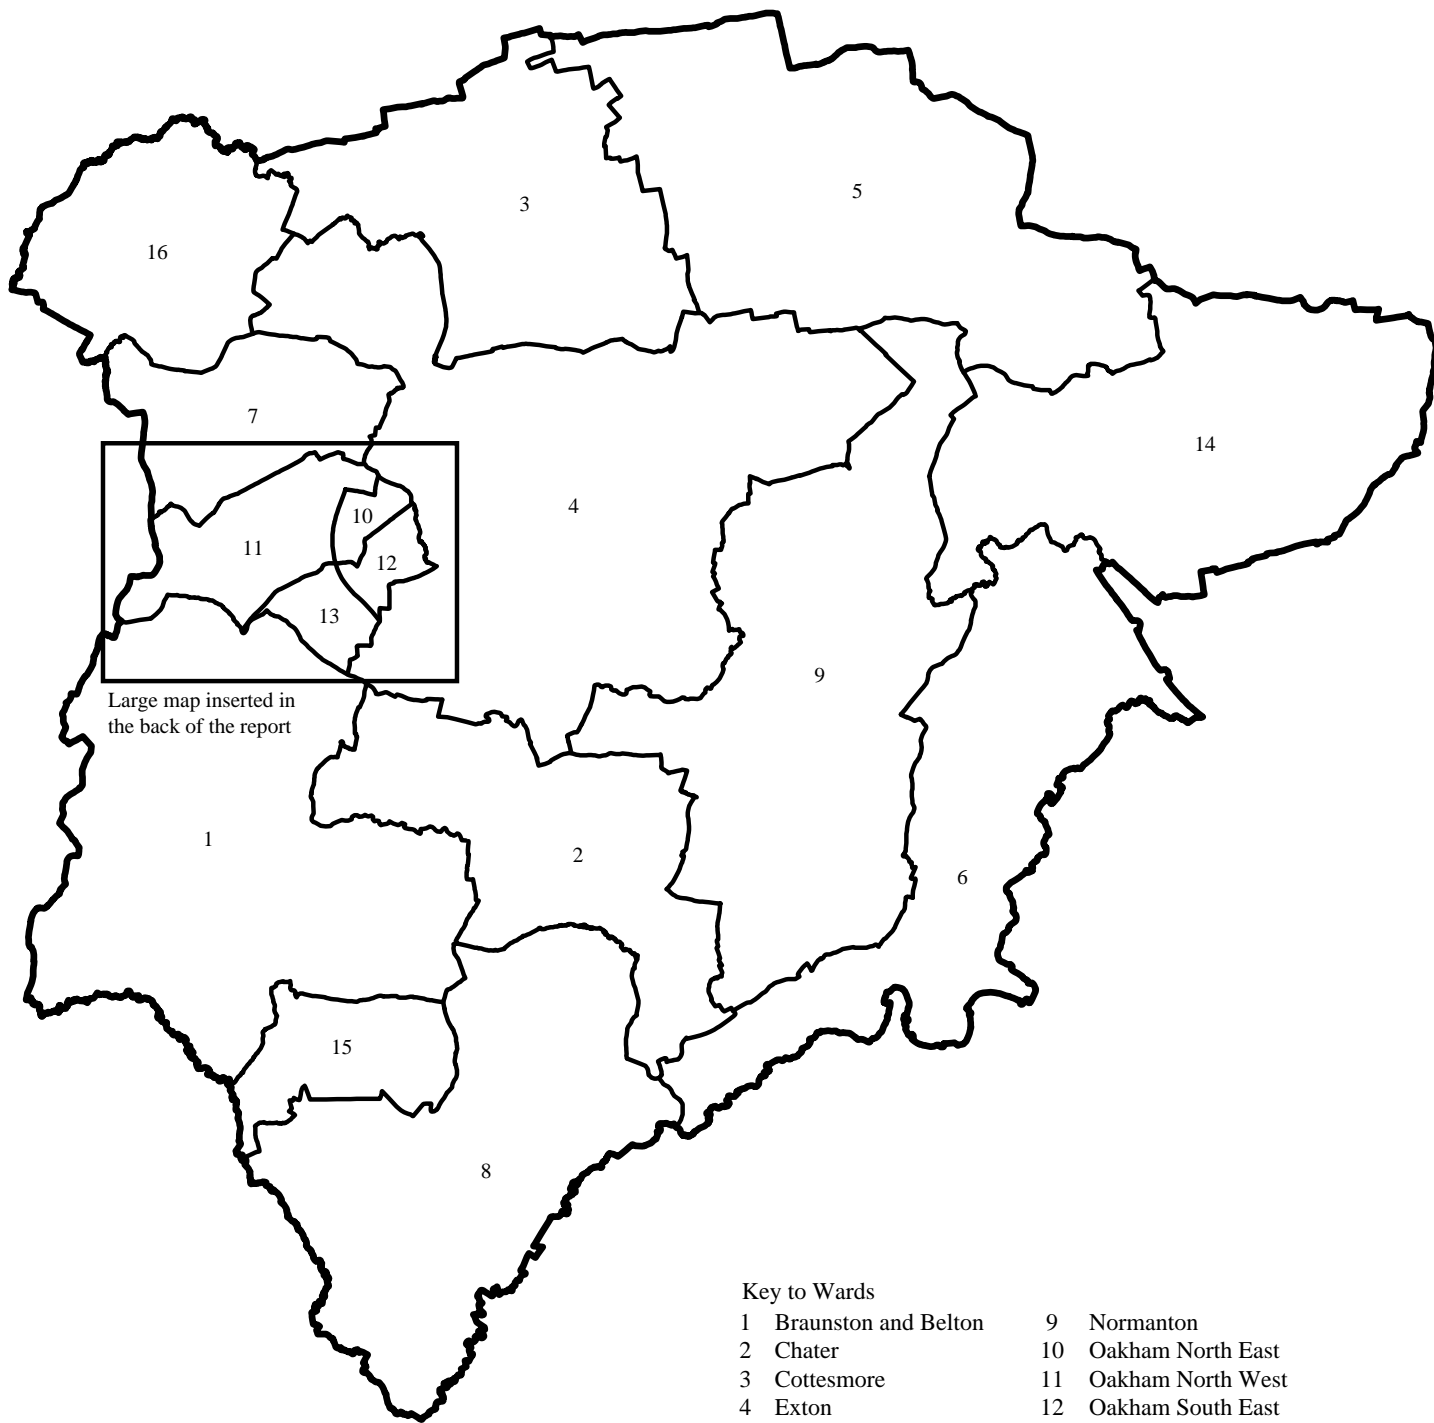 5
3
16
7
14
4
10
11
12
13
9
Large map inserted in
the back of the report
1
2
6
15
8
Key to Wards
1 Braunston and Belton 9 Normanton
2 Chater 10 Oakham North East
3 Cottesmore 11 Oakham North West
4 Exton 12 Oakham South East